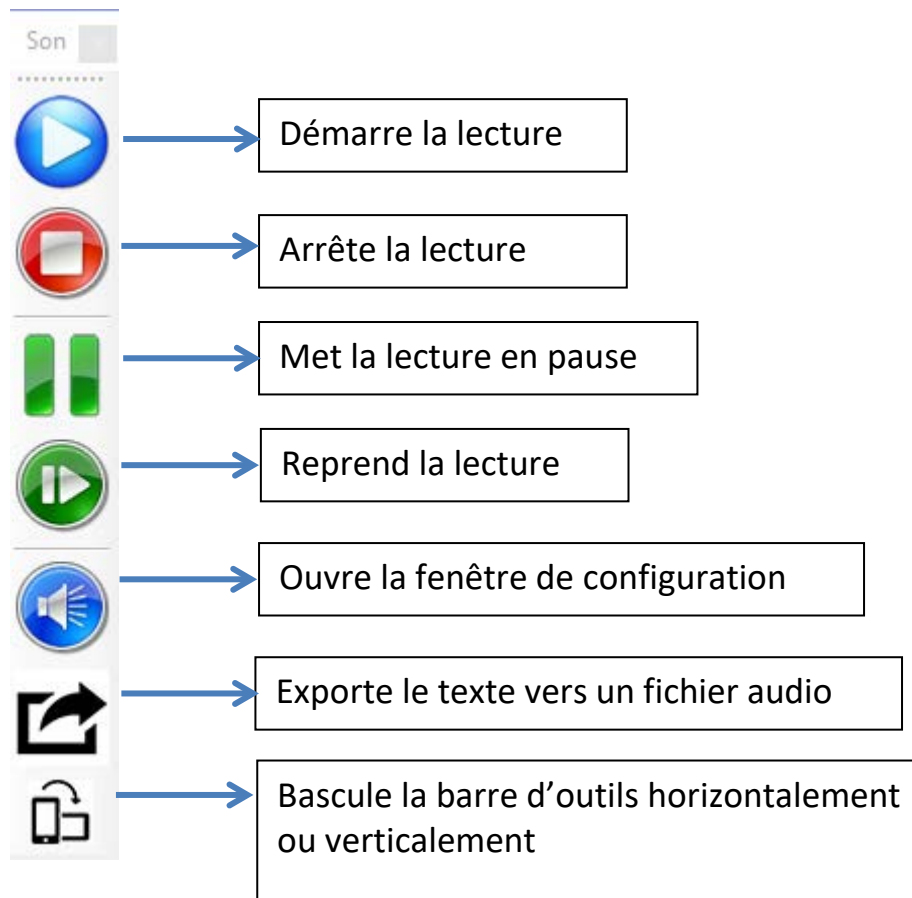 Son
Démarre la lecture
Arrête la lecture
Met la lecture en pause
Reprend la lecture
Ouvre la fenêtre de configuration
Exporte le texte vers un fichier audio
Bascule la barre d’outils horizontalement
ou verticalement